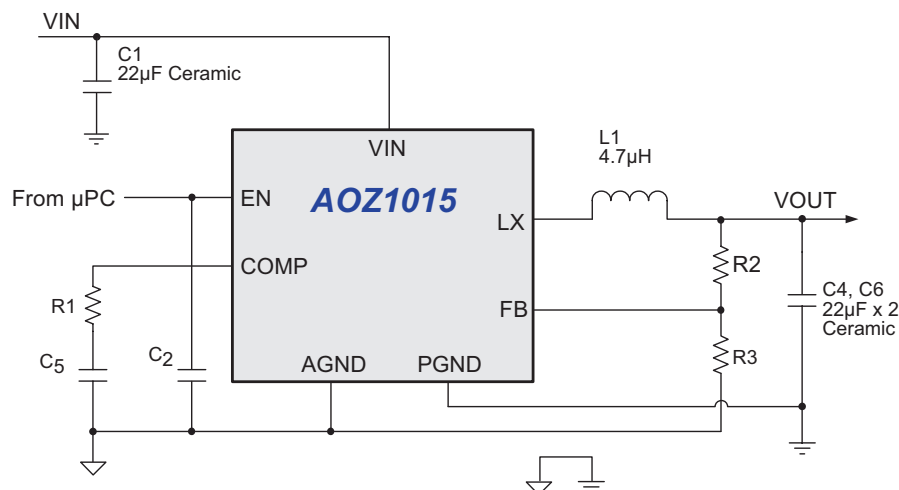 VIN
C1
22µF Ceramic
VIN
L1
4.7µH
From µPC
EN
AOZ1015
LX
VOUT
COMP
R2
R1
FB
C4, C6
22µF x 2
Ceramic
R3
C5
C2
AGND
PGND